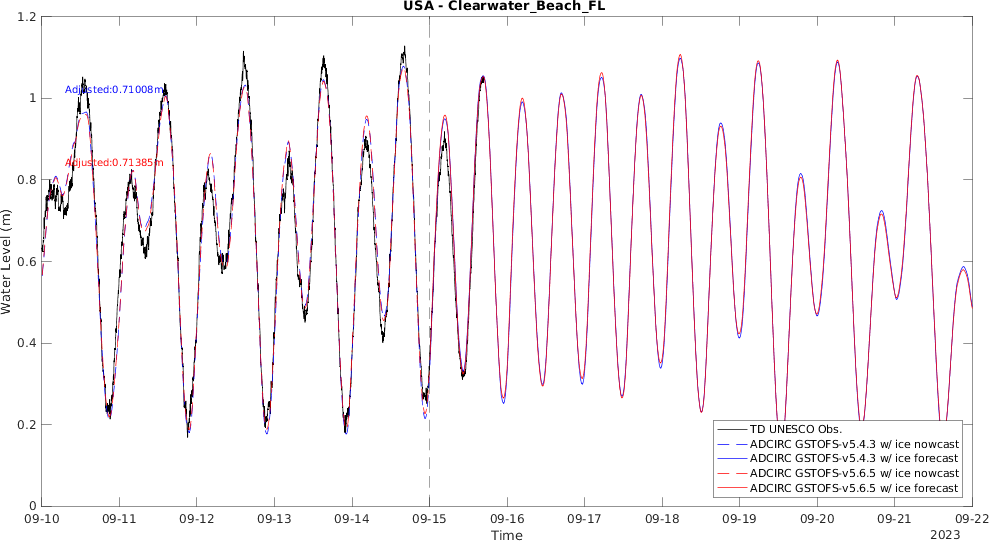 USA - Clearwater_Beach_FL
1.2
1
0.8
0.6
0.4
0.2
0
Water Level (m)
Adjusted:0.71008m
Adjusted:0.71385m
TD UNESCO Obs.
ADCIRC GSTOFS-v5.4.3 w/ ice nowcast
ADCIRC GSTOFS-v5.4.3 w/ ice forecast
ADCIRC GSTOFS-v5.6.5 w/ ice nowcast
ADCIRC GSTOFS-v5.6.5 w/ ice forecast
09-10 09-11 09-12 09-13 09-14 09-15 09-16 09-17 09-18 09-19 09-20 09-21 09-22
Time
2023